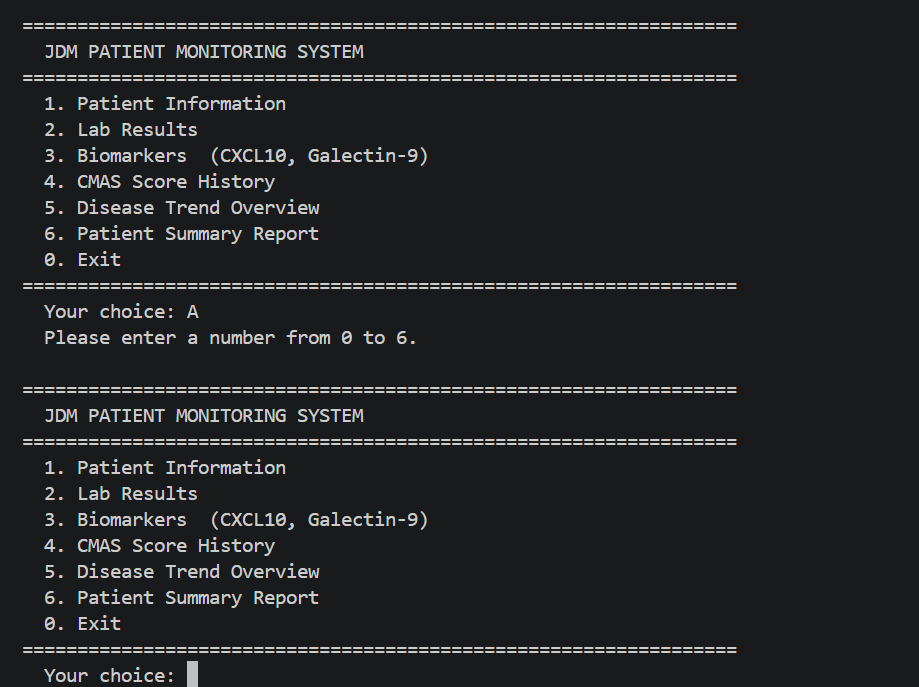 =================================================================
JDM PATIENT MONITORING SYSTEM
=================================================================
1. Patient Information
2. Lab Results
3. Biomarkers  (CXCL10, Galectin-9)
4. CMAS Score History
5. Disease Trend Overview
6. Patient Summary Report
0. Exit
=================================================================
Your choice: A
Please enter a number from 0 to 6.

=================================================================
JDM PATIENT MONITORING SYSTEM
=================================================================
1. Patient Information
2. Lab Results
3. Biomarkers  (CXCL10, Galectin-9)
4. CMAS Score History
5. Disease Trend Overview
6. Patient Summary Report
0. Exit
=================================================================
Your choice: